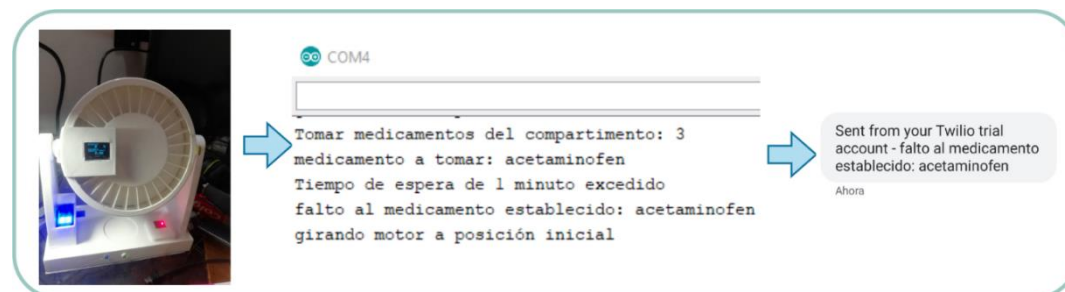 COM4
Tomar medicamentos del compartimento: 3
medicamento a tomar: acetaminofen
Tiempo de espera de 1 minuto excedido
falto al medicamento establecido: acetaminofen
girando motor a posición inicial
Sent from your Twilio trial
account - falto al medicamento
establecido: acetaminofen
Ahora